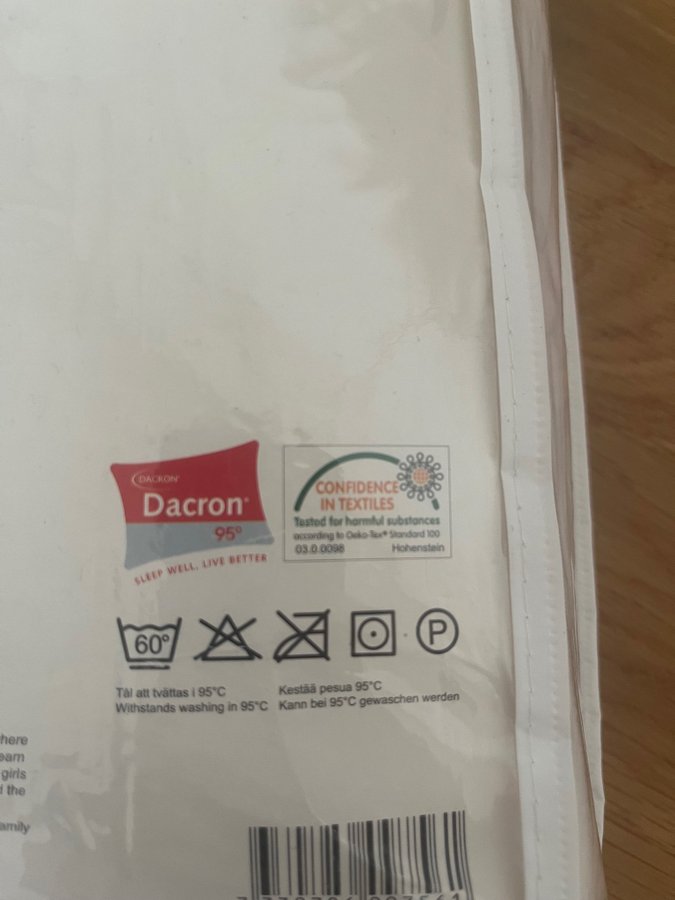 DACRON®
Dacron®
95°
SLEEP WELL, LIVE BETTER
CONFIDENCE
IN TEXTILES
Tested for harmful substances
according to Oeko-Tex® Standard 100
03.0.0098 Hohenstein
60°
P
Tål att tvättas i 95°C
Withstands washing in 95°C
Kestää pesua 95°C
Kann bei 95°C gewaschen werden
girls
the